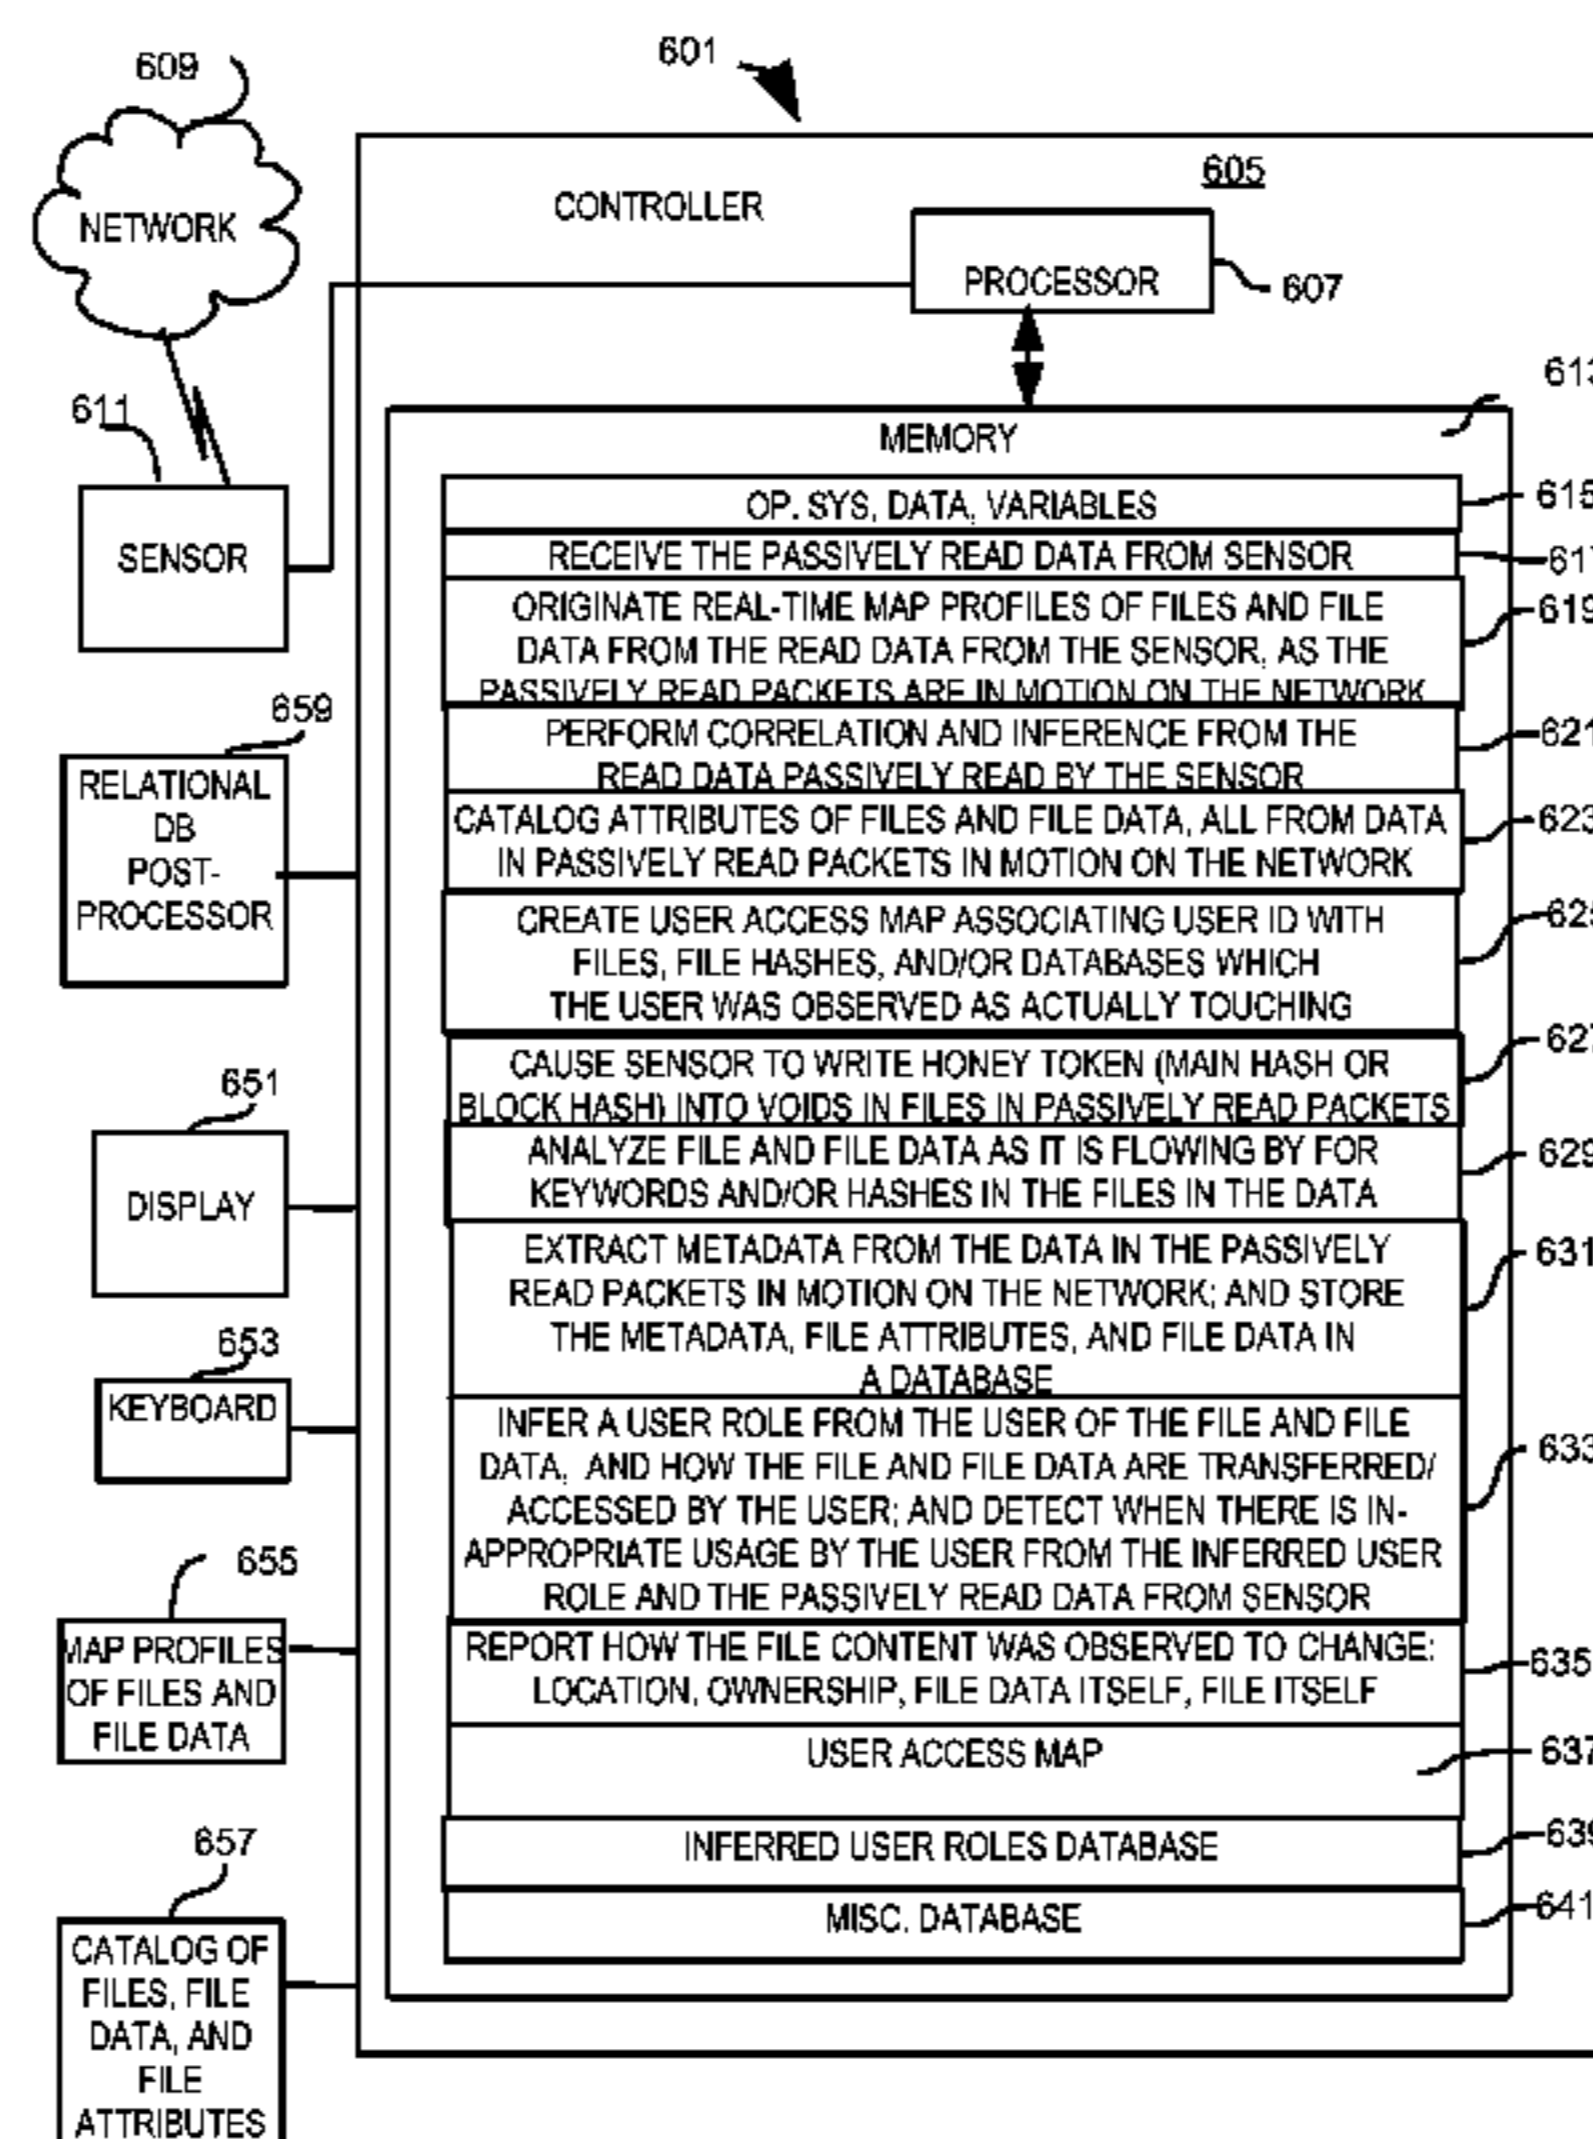 601
609
NETWORK
605
CONTROLLER
PROCESSOR
607
611
SENSOR
613
MEMORY
OP. SYS, DATA, VARIABLES
615
RECEIVE THE PASSIVELY READ DATA FROM SENSOR
617
ORIGINATE REAL-TIME MAP PROFILES OF FILES AND FILE
DATA FROM THE READ DATA FROM THE SENSOR, AS THE
PASSIVELY READ PACKETS ARE IN MOTION ON THE NETWORK
619
PERFORM CORRELATION AND INFERENCE FROM THE
READ DATA PASSIVELY READ BY THE SENSOR
621
CATALOG ATTRIBUTES OF FILES AND FILE DATA, ALL FROM DATA
IN PASSIVELY READ PACKETS IN MOTION ON THE NETWORK
623
CREATE USER ACCESS MAP ASSOCIATING USER ID WITH
FILES, FILE HASHES, AND/OR DATABASES WHICH
THE USER WAS OBSERVED AS ACTUALLY TOUCHING
625
CAUSE SENSOR TO WRITE HONEY TOKEN (MAIN HASH OR
BLOCK HASH) INTO VOIDS IN FILES IN PASSIVELY READ PACKETS
627
ANALYZE FILE AND FILE DATA AS IT IS FLOWING BY FOR
KEYWORDS AND/OR HASHES IN THE FILES IN THE DATA
629
EXTRACT METADATA FROM THE DATA IN THE PASSIVELY
READ PACKETS IN MOTION ON THE NETWORK; AND STORE
THE METADATA, FILE ATTRIBUTES, AND FILE DATA IN
A DATABASE
631
INFER A USER ROLE FROM THE USER OF THE FILE AND FILE
DATA, AND HOW THE FILE AND FILE DATA ARE TRANSFERRED/
ACCESSED BY THE USER; AND DETECT WHEN THERE IS IN-
APPROPRIATE USAGE BY THE USER FROM THE INFERRED USER
ROLE AND THE PASSIVELY READ DATA FROM SENSOR
633
REPORT HOW THE FILE CONTENT WAS OBSERVED TO CHANGE:
LOCATION, OWNERSHIP, FILE DATA ITSELF, FILE ITSELF
635
USER ACCESS MAP
637
INFERRED USER ROLES DATABASE
639
MISC. DATABASE
641
659
RELATIONAL
DB
POST-
PROCESSOR
651
DISPLAY
653
KEYBOARD
655
MAP PROFILES
OF FILES AND
FILE DATA
657
CATALOG OF
FILES, FILE
DATA, AND
FILE
ATTRIBUTES